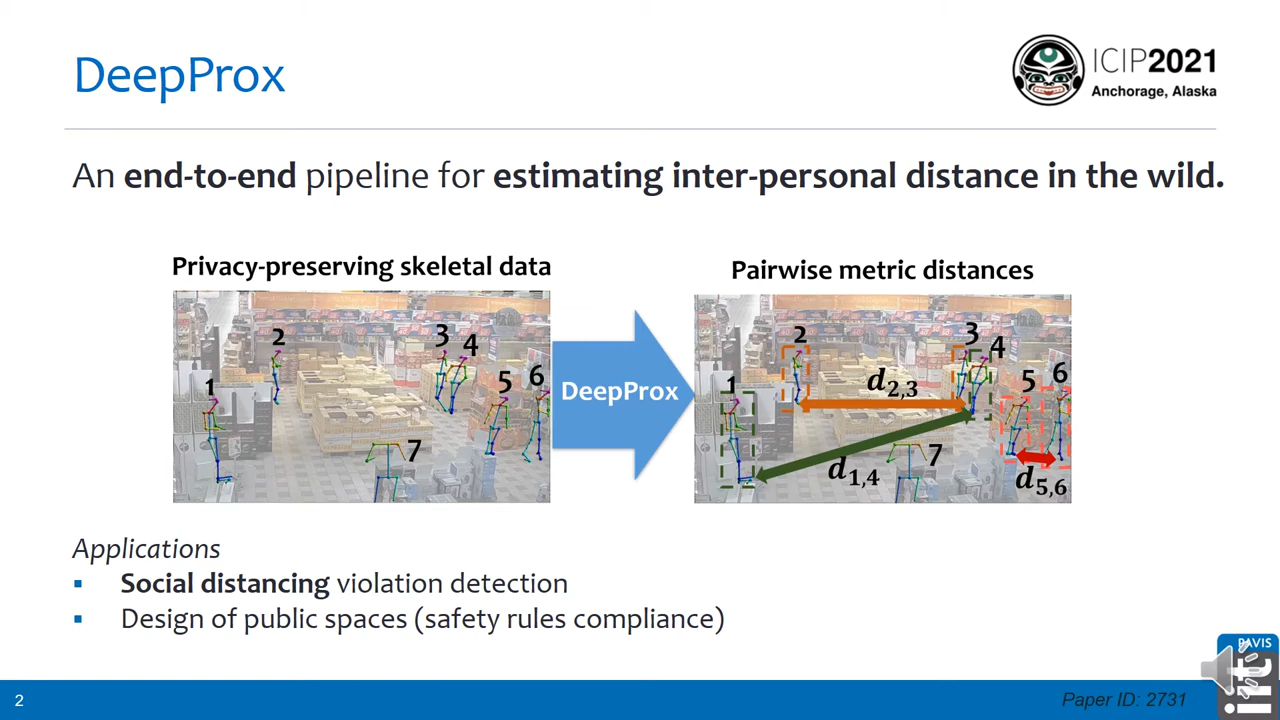 DeepProx
ICIP2021
Anchorage, Alaska
An end-to-end pipeline for estimating inter-personal distance in the wild.
Privacy-preserving skeletal data
Pairwise metric distances
1
2
3
4
5
6
7
DeepProx
1
2
3
4
5
6
7
d2,3
d1,4
d5,6
Applications
▪ Social distancing violation detection
▪ Design of public spaces (safety rules compliance)
PAVIS
iit
2
Paper ID: 2731